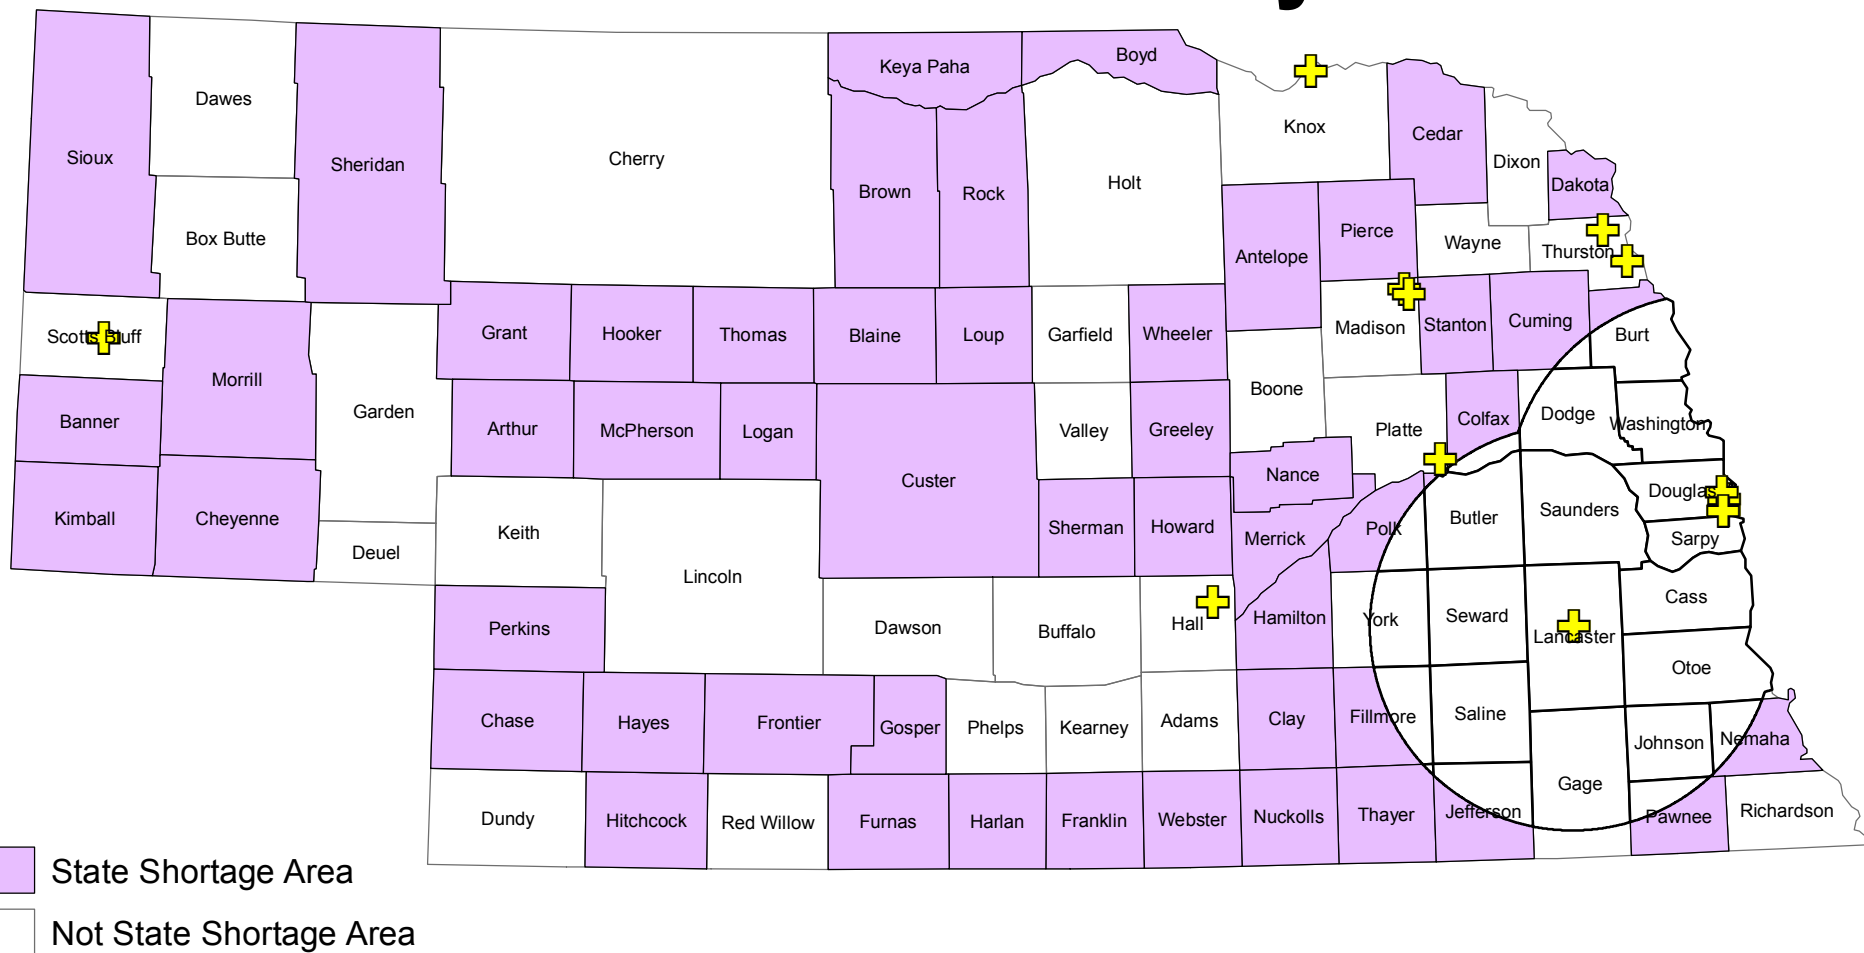 Boyd
Keya Paha
Dawes
Knox
Cedar
Sioux
Sheridan
Cherry
Dixon
Holt
Dakota
Brown
Rock
Box Butte
Pierce
Wayne
Thurston
Antelope
Scotts Bluff
Grant
Hooker
Thomas
Blaine
Loup
Garfield
Wheeler
Madison
Stanton
Cuming
Burt
Morrill
Boone
Garden
Banner
Arthur
McPherson
Logan
Valley
Greeley
Platte
Colfax
Dodge
Washington
Custer
Nance
Douglas
Kimball
Cheyenne
Keith
Sherman
Howard
Merrick
Polk
Butler
Saunders
Sarpy
Deuel
Lincoln
Cass
Perkins
Dawson
Buffalo
Hall
Hamilton
York
Seward
Lancaster
Otoe
Chase
Hayes
Frontier
Gosper
Phelps
Kearney
Adams
Clay
Fillmore
Saline
Johnson
Nemaha
Gage
Dundy
Hitchcock
Red Willow
Furnas
Harlan
Franklin
Webster
Nuckolls
Thayer
Jefferson
Pawnee
Richardson
State Shortage Area
Not State Shortage Area